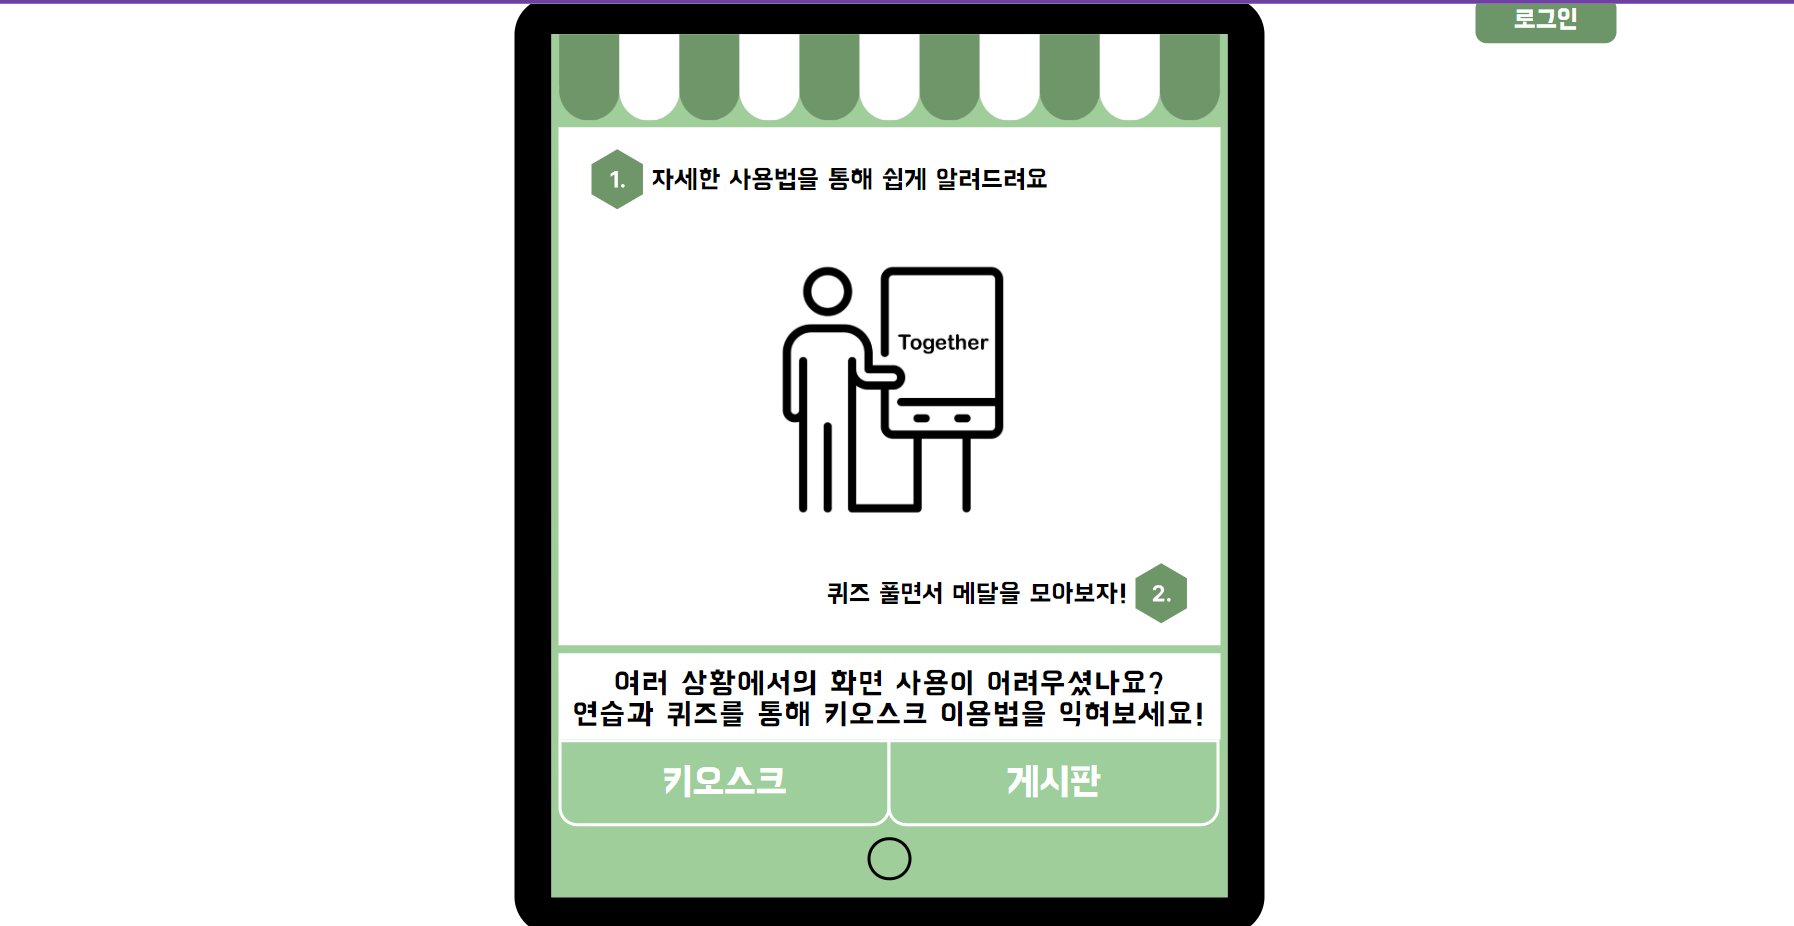 로그인
1. 자세한 사용법을 통해 쉽게 알려드려요
Together
퀴즈 풀면서 메달을 모아보자! 2.
여러 상황에서의 화면 사용이 어려우셨나요?
연습과 퀴즈를 통해 키오스크 이용법을 익혀보세요!
키오스크
게시판